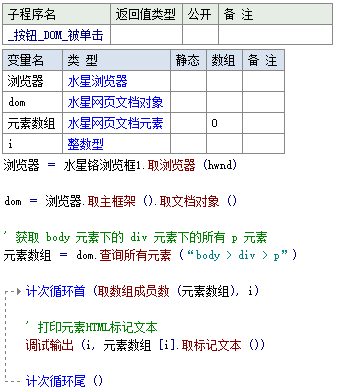 子程序名 返回值类型 公开 备 注
_按钮_DOM_被单击
变量名 类 型 静态 数组 备 注
浏览器 水星浏览器
dom 水星网页文档对象
元素数组 水星网页文档元素 0
i 整数型
浏览器 = 水星铬浏览框1.取浏览器 (hwnd)
dom = 浏览器.取主框架 ().取文档对象 ()
' 获取 body 元素下的 div 元素下的所有 p 元素
元素数组 = dom.查询所有元素 (“body > div > p”)
计次循环首 (取数组成员数 (元素数组), i)
' 打印元素HTML标记文本
调试输出 (i, 元素数组 [i].取标记文本 ())
计次循环尾 ()